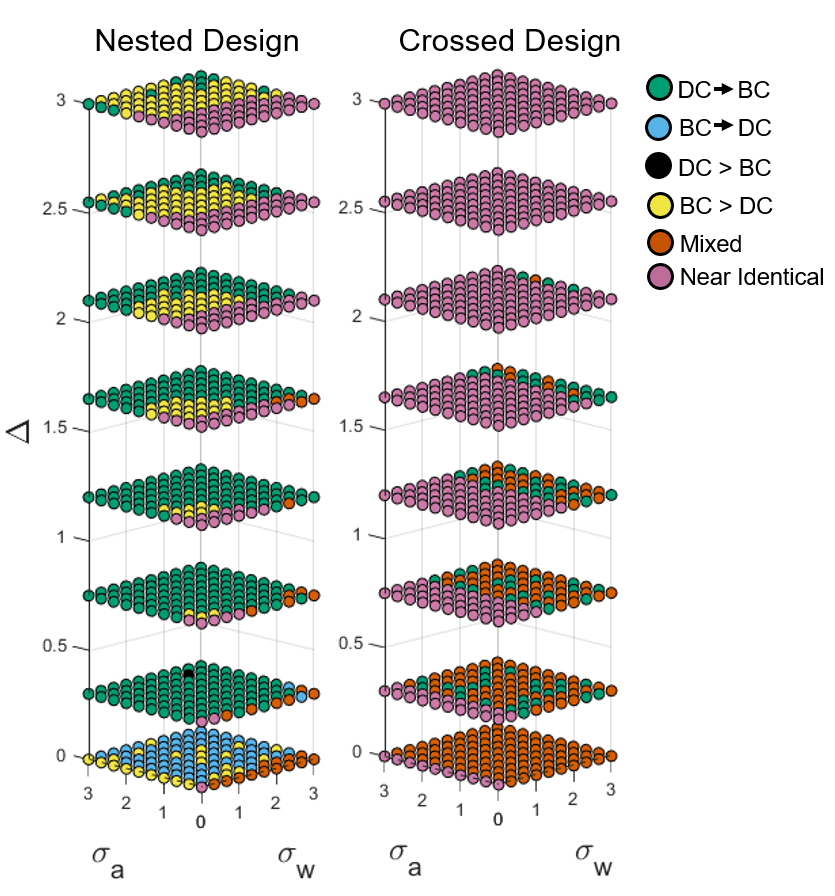 Nested Design
Crossed Design
DC→BC
BC→DC
DC > BC
BC > DC
Mixed
Near Identical
3
2.5
2
1.5
1
0.5
0
3
2.5
2
1.5
1
0.5
0
Δ
3 2 1 0 1 2 3
3 2 1 0 1 2 3
σa σw
σa σw